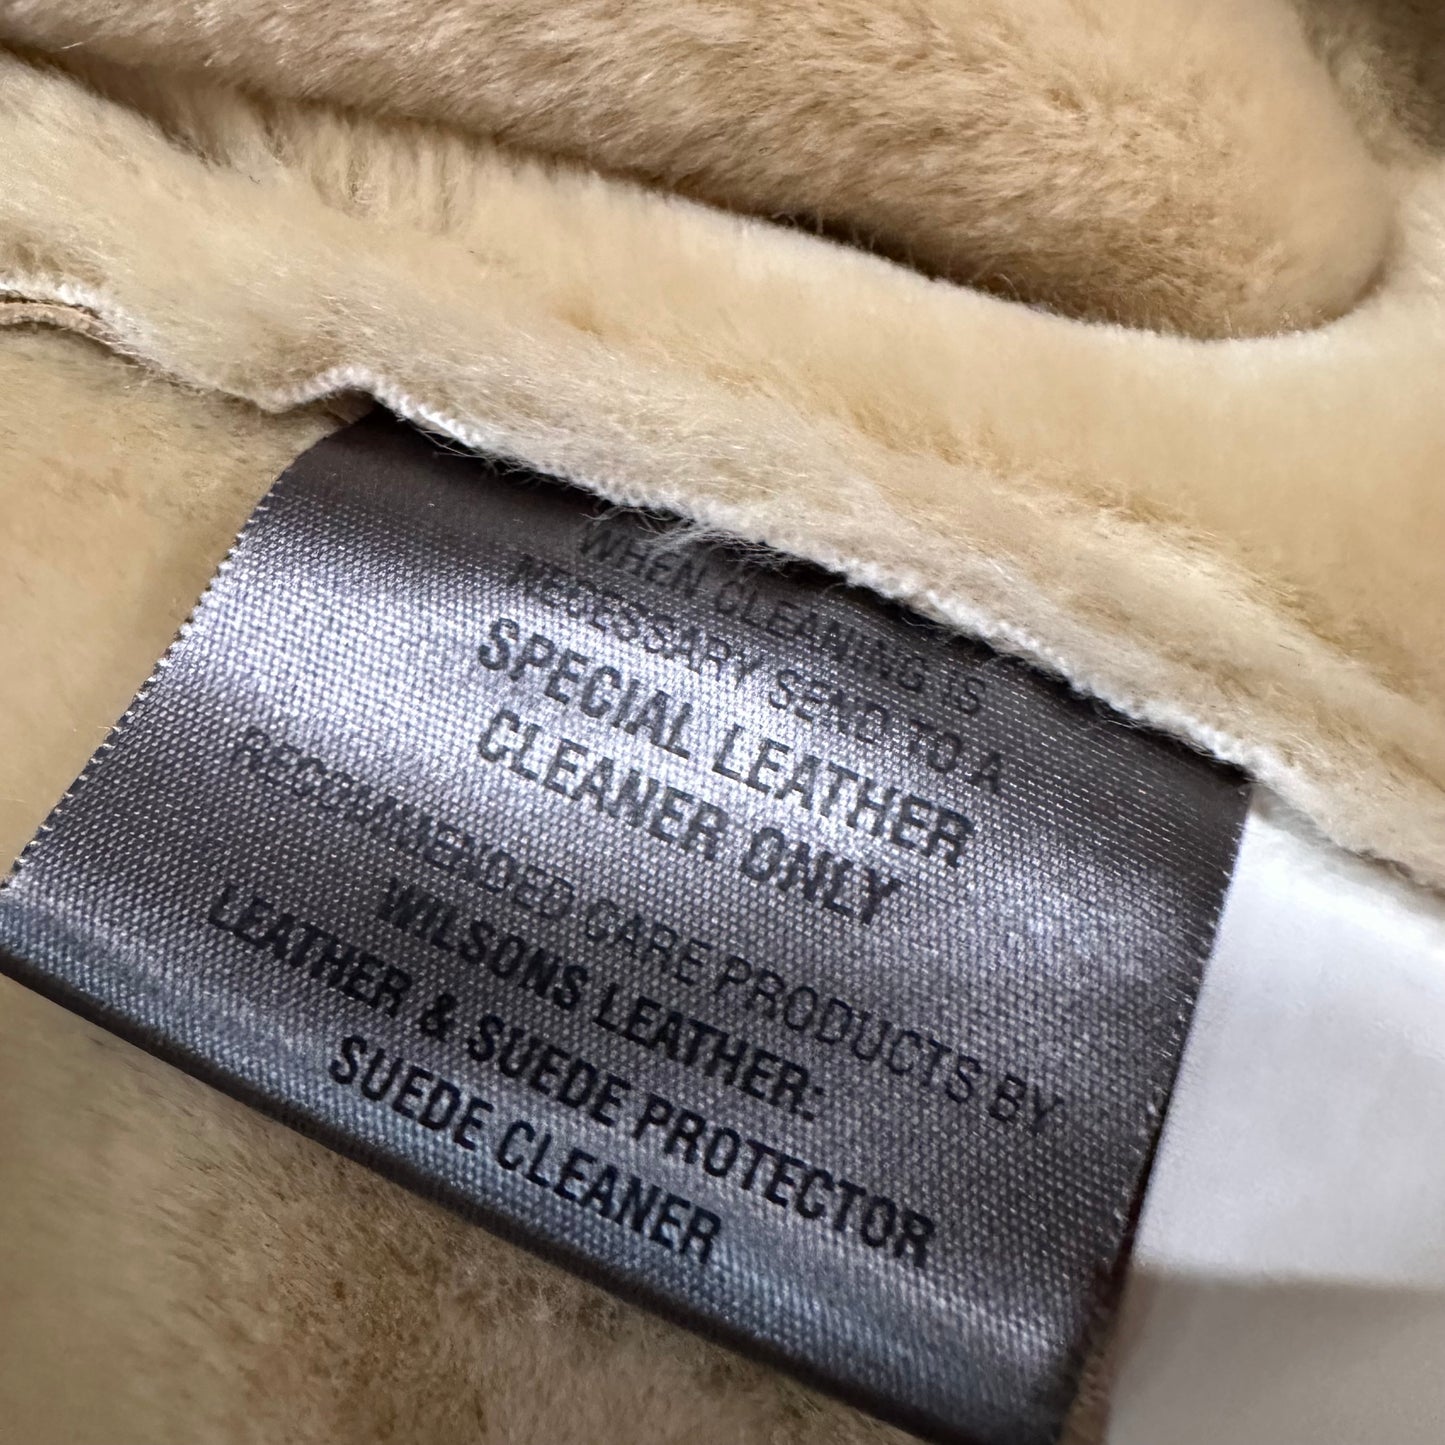 WHEN CLEANING IS
NECESSARY SEND TO A
SPECIAL LEATHER
CLEANER ONLY
RECOMMENDED CARE PRODUCTS BY
WILSONS LEATHER:
LEATHER & SUEDE PROTECTOR
SUEDE CLEANER